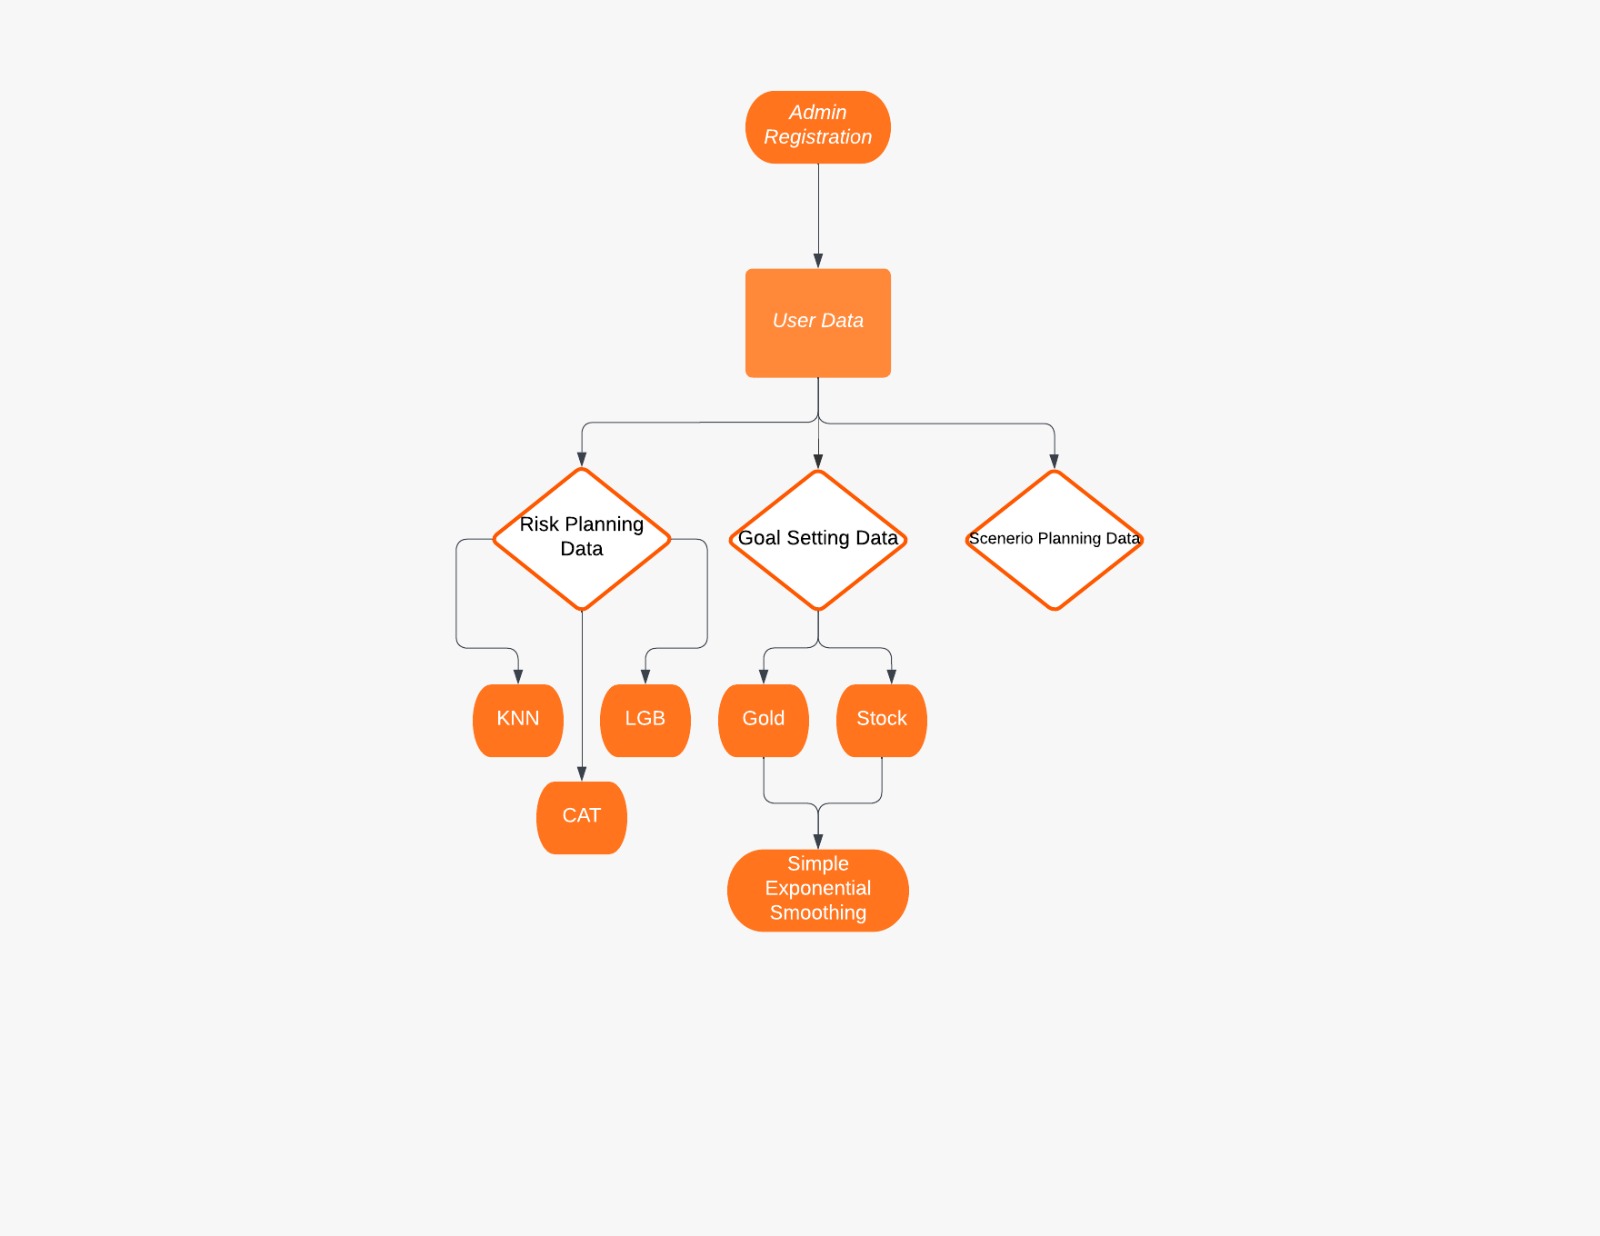 Admin
Registration
User Data
Risk Planning
Data
Goal Setting Data
Scenerio Planning Data
KNN
LGB
Gold
Stock
CAT
Simple
Exponential
Smoothing